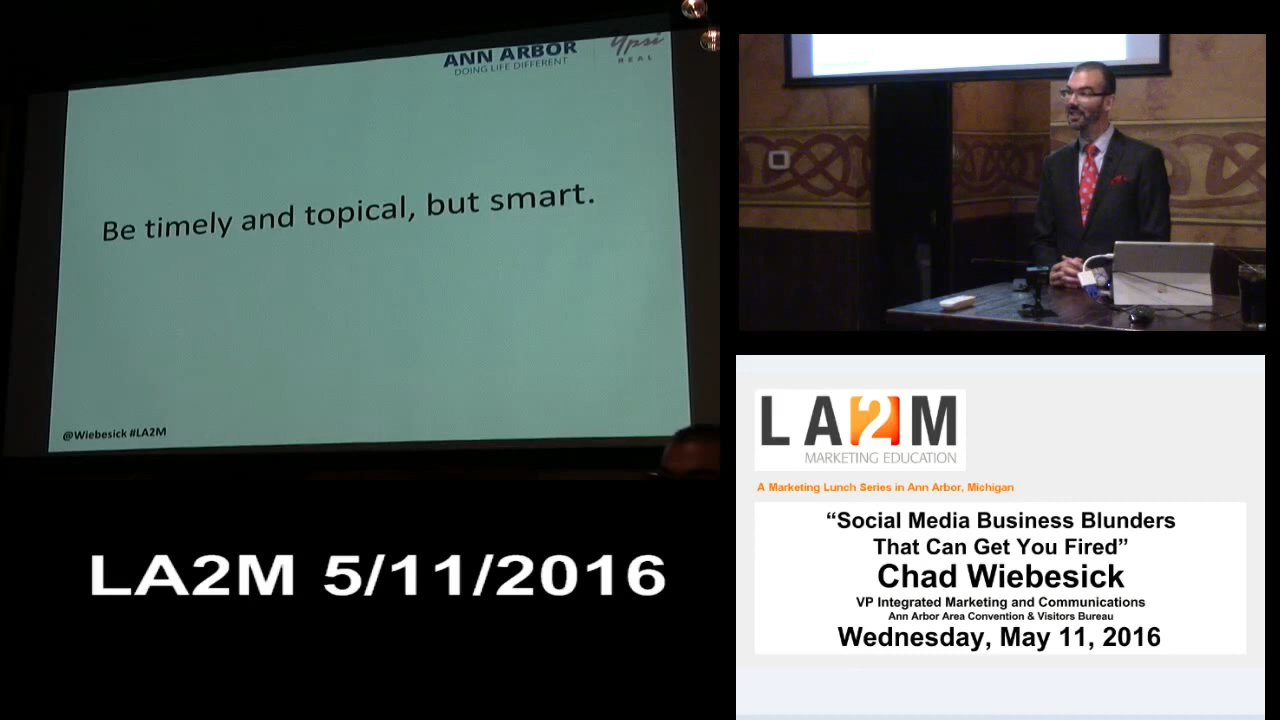 ANN ARBOR
DOING LIFE DIFFERENT
Ypsi
REAL
Be timely and topical, but smart.
@Wiebesick #LA2M
LA2M 5/11/2016
LA2M
MARKETING EDUCATION
A Marketing Lunch Series in Ann Arbor, Michigan
“Social Media Business Blunders
That Can Get You Fired”
Chad Wiebesick
VP Integrated Marketing and Communications
Ann Arbor Area Convention & Visitors Bureau
Wednesday, May 11, 2016